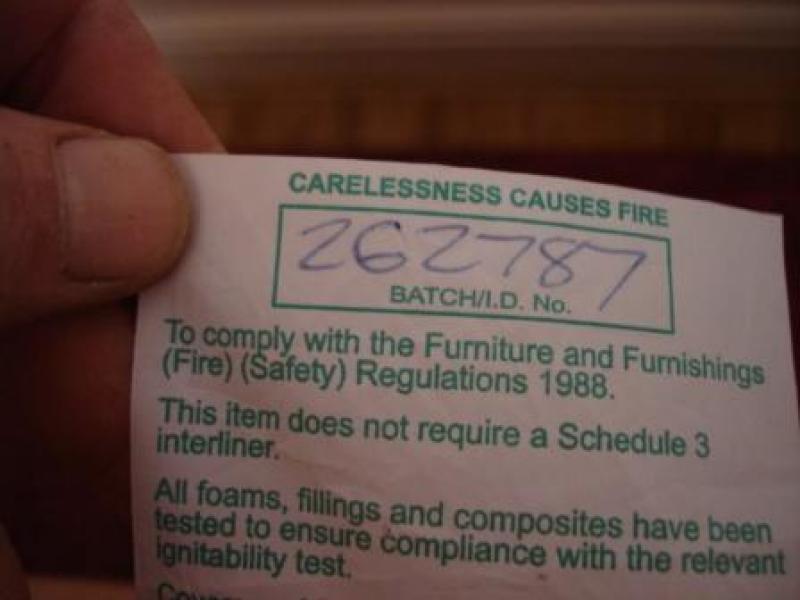 CARELESSNESS CAUSES FIRE
262787
BATCH/I.D. No.
To comply with the Furniture and Furnishings
(Fire) (Safety) Regulations 1988.
This item does not require a Schedule 3
interliner.
All foams, fillings and composites have been
tested to ensure compliance with the relevant
ignitability test.